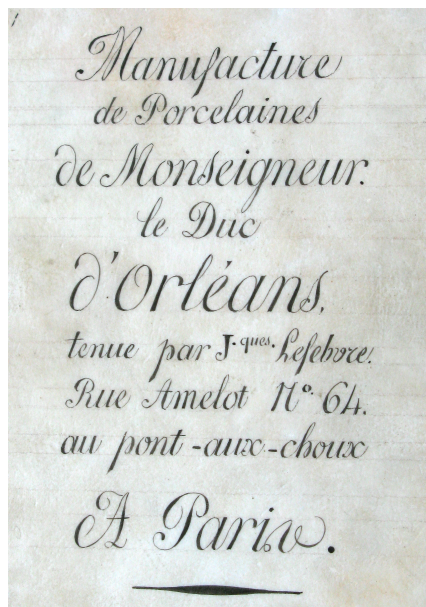 1
Manufacture
de Porcelaines
de Monseigneur.
le Duc
d'Orléans,
tenue par J.ques. Lefebvre.
Rue Amelot N.o 64.
au pont-aux-choux
A Paris.